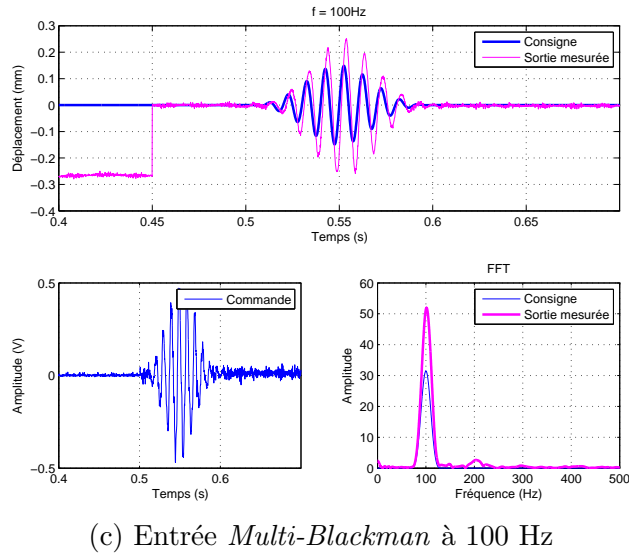 f = 100Hz
0.3
0.2
0.1
0
−0.1
−0.2
−0.3
−0.4
Déplacement (mm)
Consigne
Sortie mesurée
0.4
0.45
0.5
0.55
0.6
0.65
Temps (s)
0.5
0
−0.5
Amplitude (V)
Commande
0.4
0.5
0.6
Temps (s)
FFT
60
50
40
30
20
10
0
Amplitude
Consigne
Sortie mesurée
0
100
200
300
400
500
Fréquence (Hz)
(c) Entrée Multi-Blackman à 100 Hz